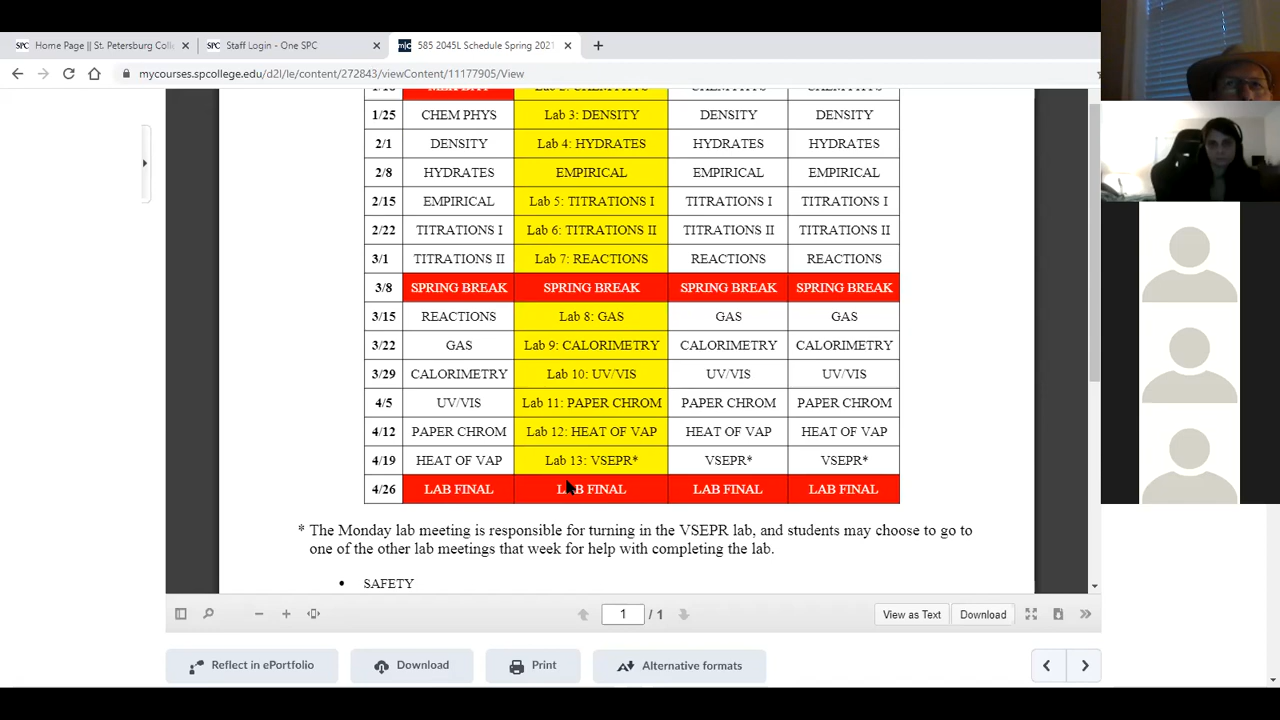 Home Page || St. Petersburg Coll
Staff Login - One SPC
585 2045L Schedule Spring 2021
mycourses.spcollege.edu/d2l/le/content/272843/viewContent/11177905/View
1/25 CHEM PHYS Lab 3: DENSITY DENSITY DENSITY
2/1 DENSITY Lab 4: HYDRATES HYDRATES HYDRATES
2/8 HYDRATES EMPIRICAL EMPIRICAL EMPIRICAL
2/15 EMPIRICAL Lab 5: TITRATIONS I TITRATIONS I TITRATIONS I
2/22 TITRATIONS I Lab 6: TITRATIONS II TITRATIONS II TITRATIONS II
3/1 TITRATIONS II Lab 7: REACTIONS REACTIONS REACTIONS
3/8 SPRING BREAK SPRING BREAK SPRING BREAK SPRING BREAK
3/15 REACTIONS Lab 8: GAS GAS GAS
3/22 GAS Lab 9: CALORIMETRY CALORIMETRY CALORIMETRY
3/29 CALORIMETRY Lab 10: UV/VIS UV/VIS UV/VIS
4/5 UV/VIS Lab 11: PAPER CHROM PAPER CHROM PAPER CHROM
4/12 PAPER CHROM Lab 12: HEAT OF VAP HEAT OF VAP HEAT OF VAP
4/19 HEAT OF VAP Lab 13: VSEPR* VSEPR* VSEPR*
4/26 LAB FINAL LAB FINAL LAB FINAL LAB FINAL
* The Monday lab meeting is responsible for turning in the VSEPR lab, and students may choose to go to
one of the other lab meetings that week for help with completing the lab.
• SAFETY
1 / 1 View as Text Download
Reflect in ePortfolio Download Print Alternative formats